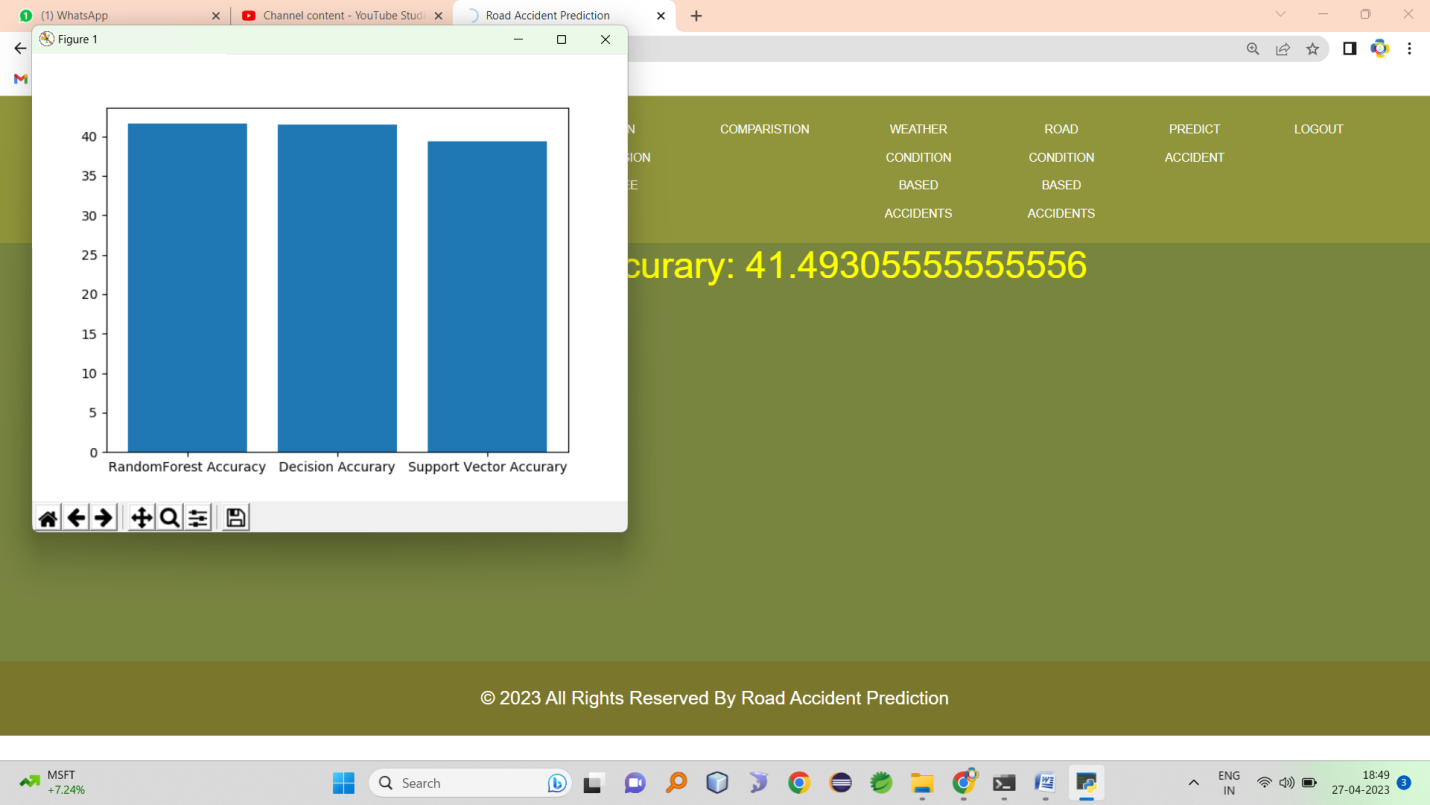 (1) WhatsApp
Channel content - YouTube Studi
Road Accident Prediction
Figure 1
40
35
30
25
20
15
10
5
0
RandomForest Accuracy
Decision Accurary
Support Vector Accurary
N
ION
EE
COMPARISTION
WEATHER
CONDITION
BASED
ACCIDENTS
ROAD
CONDITION
BASED
ACCIDENTS
PREDICT
ACCIDENT
LOGOUT
curary: 41.49305555555556
© 2023 All Rights Reserved By Road Accident Prediction
MSFT
+7.24%
Search
ENG
IN
18:49
27-04-2023
3